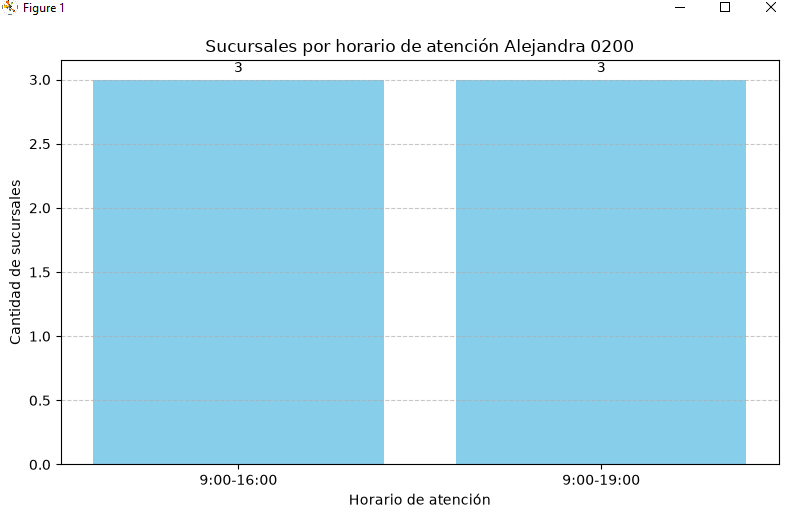 Figure 1
Sucursales por horario de atención Alejandra 0200
3 3
3.0
2.5
2.0
1.5
1.0
0.5
0.0
Cantidad de sucursales
9:00-16:00 9:00-19:00
Horario de atención